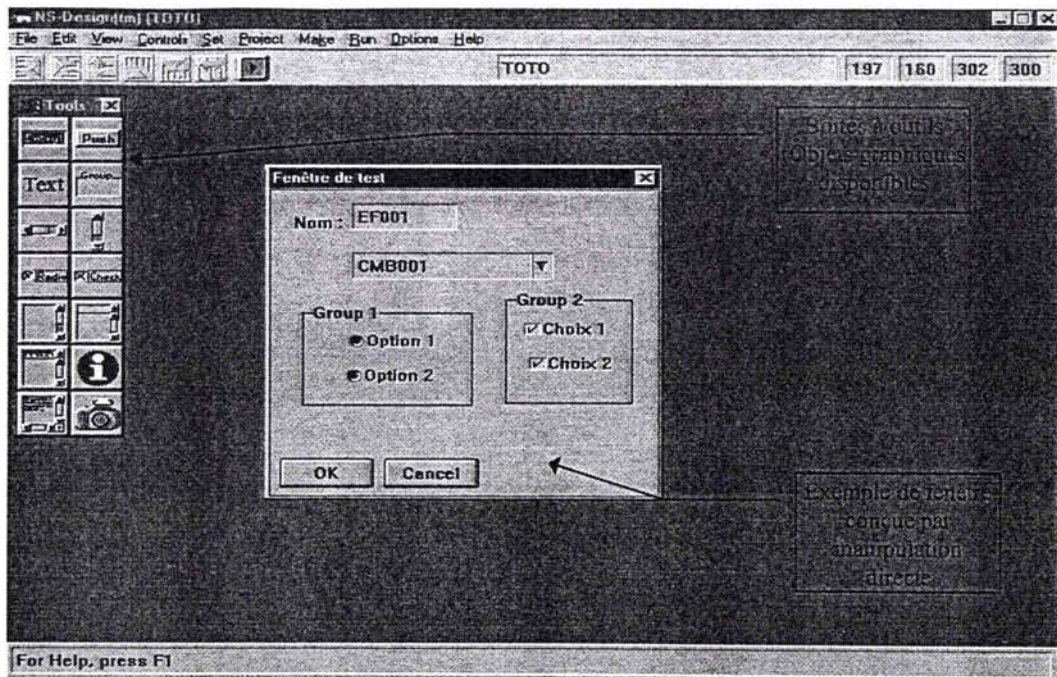 NS-Design(tm) [TOTO]
File Edit View Controls Set Project Make Run Options Help
TOTO 197 160 302 300
Tools
Push
Text Group
Radio Check
à outils
Objets graphiques
disponibles
Fenêtre de test
Nom : EF001
CMB001
Group 1
Option 1
Option 2
Group 2
Choix 1
Choix 2
OK Cancel
Exemple de fenêtre
conçue par
manipulation
directe
For Help, press F1